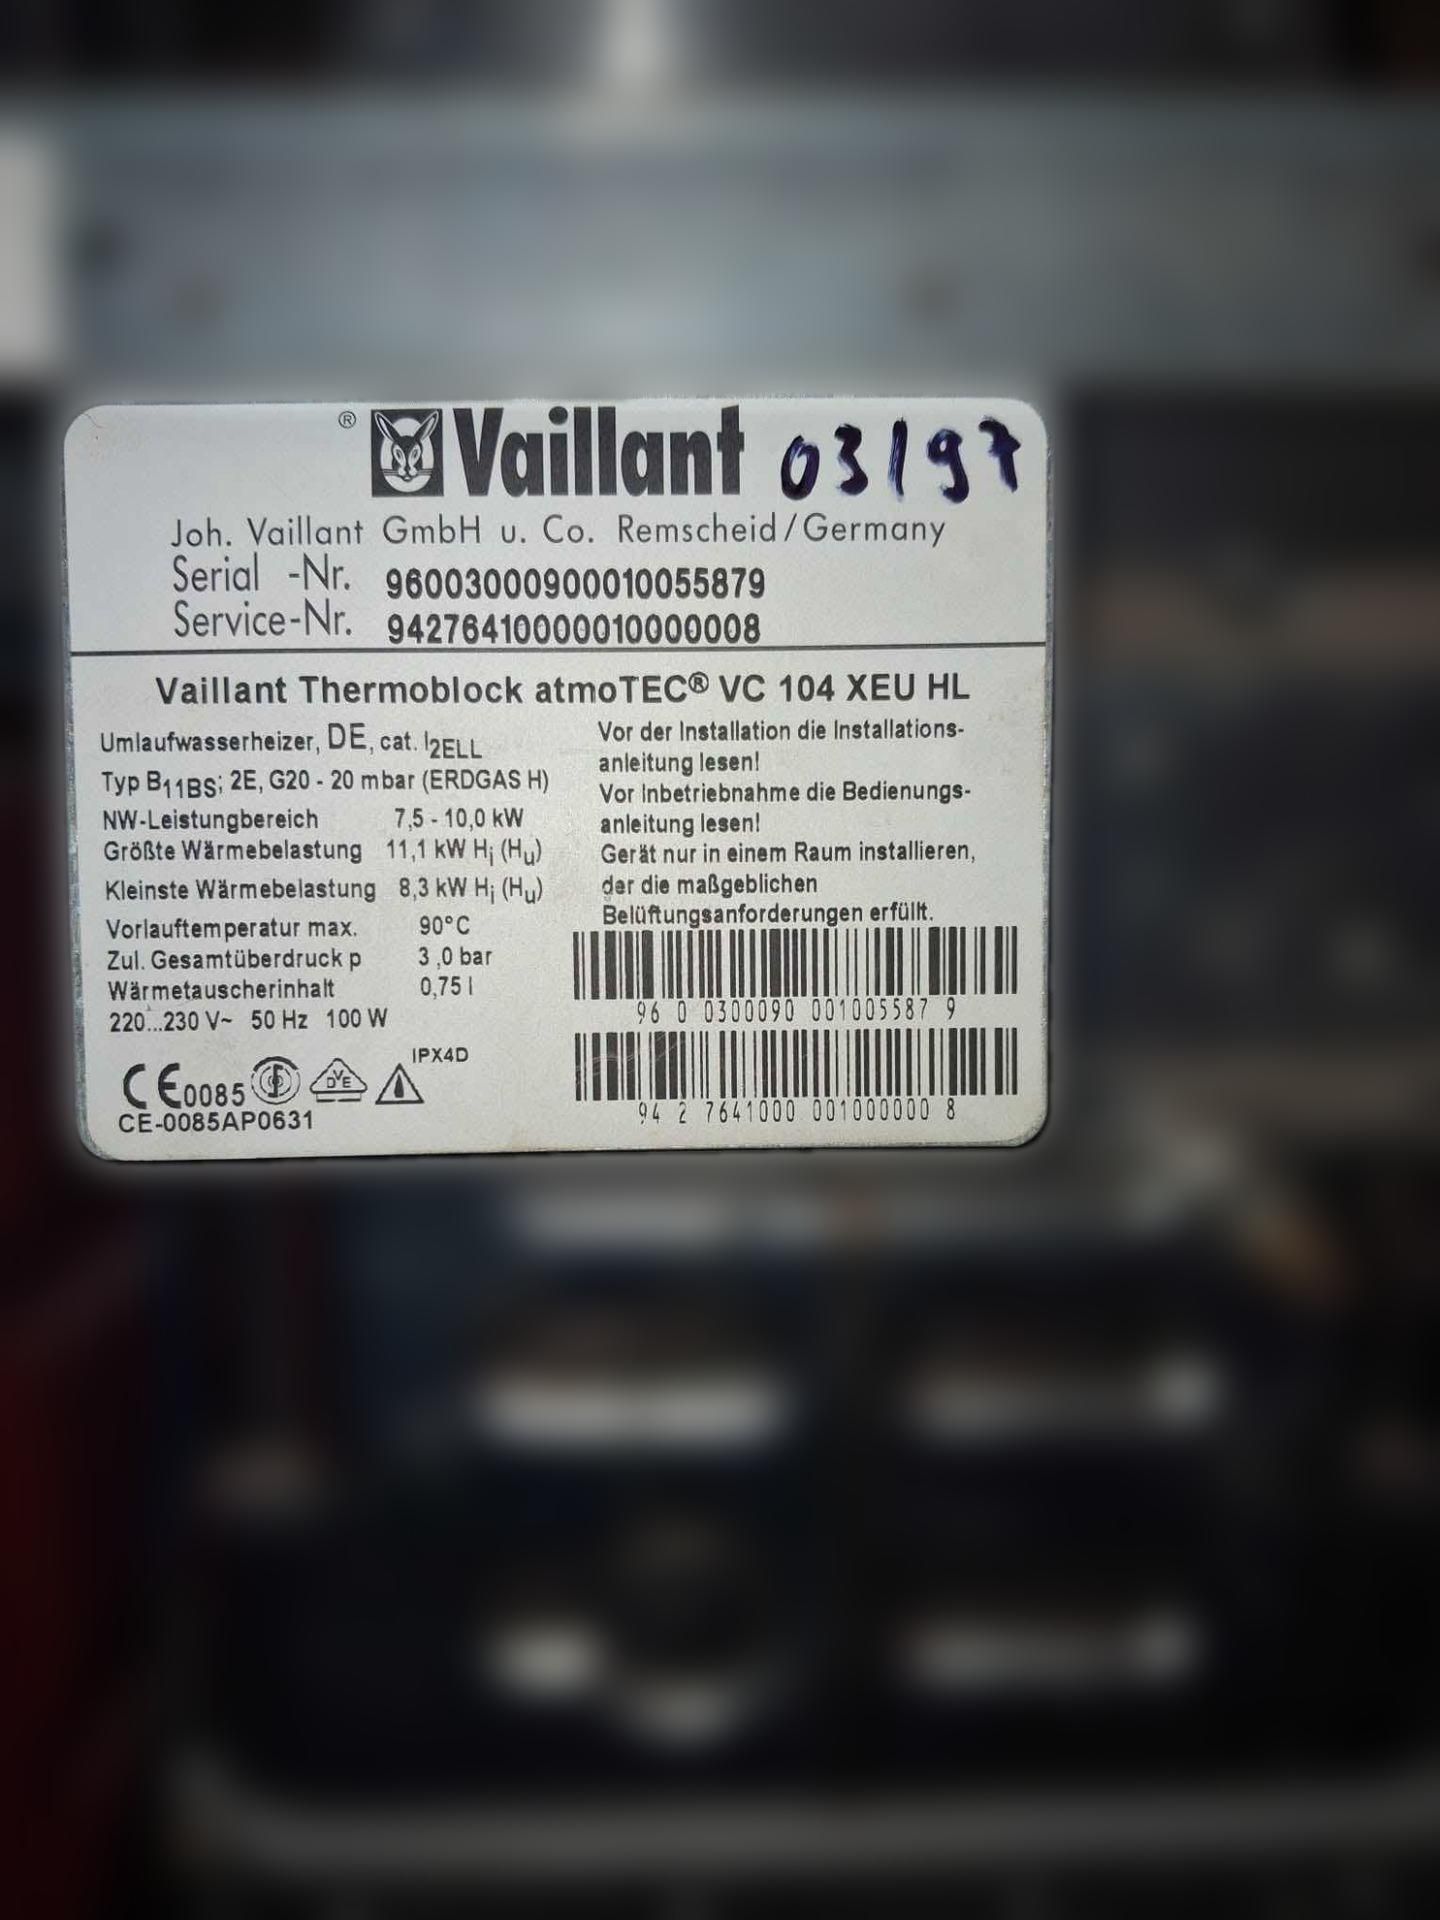 ® Vaillant 03/97
Joh. Vaillant GmbH u. Co. Remscheid/Germany
Serial -Nr. 96003000900010055879
Service-Nr. 94276410000010000008
Vaillant Thermoblock atmoTEC® VC 104 XEU HL
Umlaufwasserheizer, DE, cat. I2ELL
Typ B11BS; 2E, G20 - 20 mbar (ERDGAS H)
NW-Leistungbereich 7,5 - 10,0 kW
Größte Wärmebelastung 11,1 kW Hi (Hu)
Kleinste Wärmebelastung 8,3 kW Hi (Hu)
Vorlauftemperatur max. 90°C
Zul. Gesamtüberdruck p 3,0 bar
Wärmetauscherinhalt 0,75 l
220...230 V~ 50 Hz 100 W
Vor der Installation die Installations-
anleitung lesen!
Vor Inbetriebnahme die Bedienungs-
anleitung lesen!
Gerät nur in einem Raum installieren,
der die maßgeblichen
Belüftungsanforderungen erfüllt.
96 0 0300090 001005587 9
94 2 7641000 001000000 8
IPX4D
CE0085 DVE
CE-0085AP0631